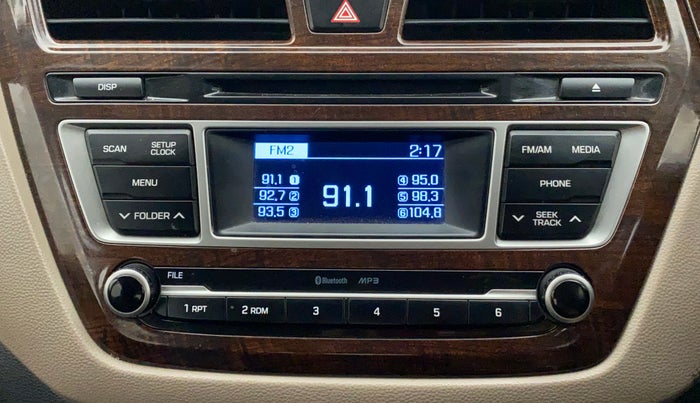 DISP
SCAN
SETUP
CLOCK
MENU
FOLDER
FM2 2:17
91.1 1
92.7 2
93.5 3
91.1
4 95.0
5 98.3
6 104.8
FM/AM
MEDIA
PHONE
SEEK
TRACK
FILE
Bluetooth MP3
1 RPT
2 RDM
3
4
5
6